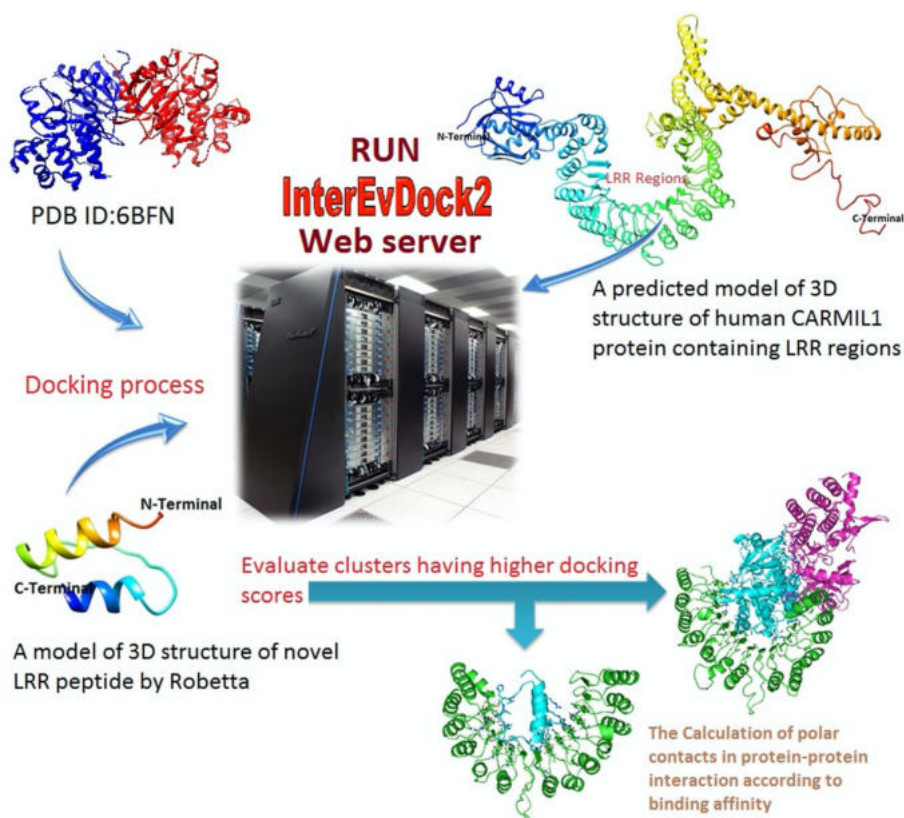 PDB ID:6BFN
RUN
InterEvDock2
Web server
N-Terminal
LRR Regions
C-Terminal
A predicted model of 3D
structure of human CARMIL1
protein containing LRR regions
Docking process
N-Terminal
C-Terminal
A model of 3D structure of novel
LRR peptide by Robetta
Evaluate clusters having higher docking
scores
The Calculation of polar
contacts in protein-protein
interaction according to
binding affinity